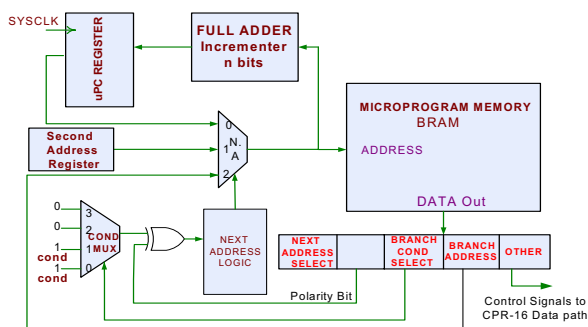 SYSCLK
uPC REGISTER
FULL ADDER
Incrementer
n bits
MICROPROGRAM MEMORY
BRAM
ADDRESS
DATA Out
Second
Address
Register
0
1
2
N.
A
0
0
1
cond
1
cond
3
2
1
0
COND
MUX
NEXT
ADDRESS
LOGIC
NEXT
ADDRESS
SELECT
BRANCH
COND
SELECT
BRANCH
ADDRESS
OTHER
Polarity Bit
Control Signals to
CPR-16 Data path